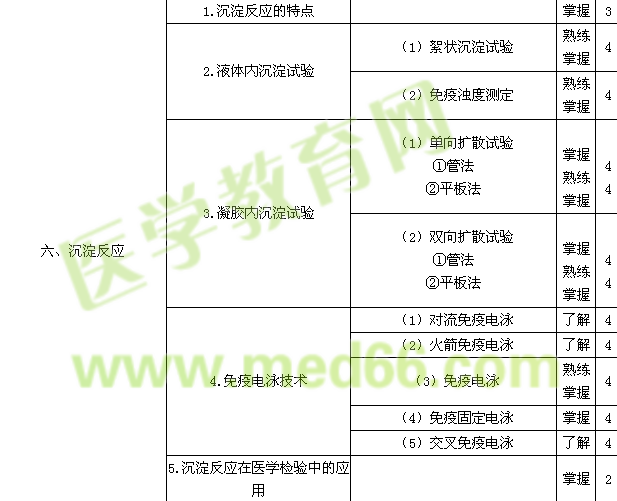 六、沉淀反应
1.沉淀反应的特点 掌握 3
2.液体内沉淀试验
(1) 絮状沉淀试验 熟练掌握 4
(2) 免疫浊度测定 熟练掌握 4
3.凝胶内沉淀试验
(1) 单向扩散试验
①管法 掌握 4
②平板法 熟练掌握 4
(2) 双向扩散试验
①管法 掌握 4
②平板法 熟练掌握 4
4.免疫电泳技术
(1) 对流免疫电泳 了解 4
(2) 火箭免疫电泳 了解 4
(3) 免疫电泳 熟练掌握 4
(4) 免疫固定电泳 掌握 4
(5) 交叉免疫电泳 了解 4
5.沉淀反应在医学检验中的应
用 掌握 2
医学教育网
www.med66.com